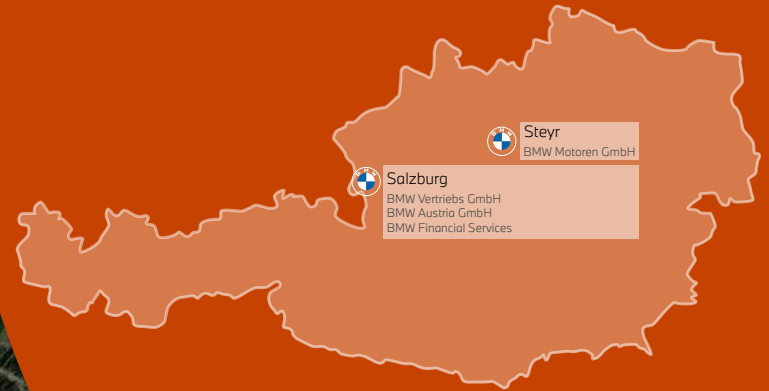 Steyr
BMW Motoren GmbH
Salzburg
BMW Vertriebs GmbH
BMW Austria GmbH
BMW Financial Services